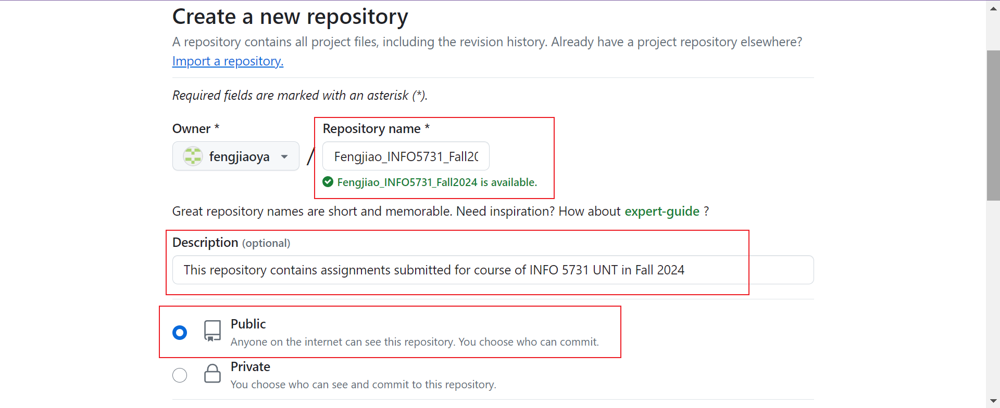 Create a new repository
A repository contains all project files, including the revision history. Already have a project repository elsewhere?
Import a repository.
Required fields are marked with an asterisk (*).
Owner *
Repository name *
fengjiaoya
/
Fengjiao_INFO5731_Fall20
Fengjiao_INFO5731_Fall2024 is available.
Great repository names are short and memorable. Need inspiration? How about expert-guide ?
Description (optional)
This repository contains assignments submitted for course of INFO 5731 UNT in Fall 2024
Public
Anyone on the internet can see this repository. You choose who can commit.
Private
You choose who can see and commit to this repository.